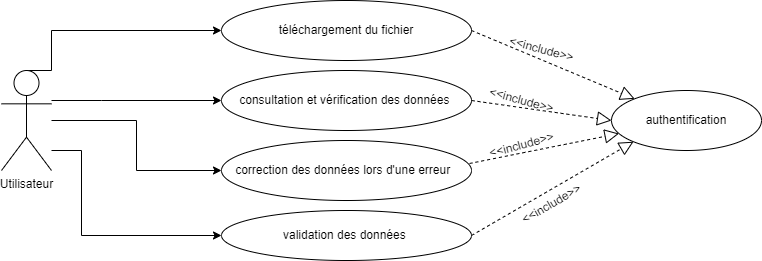 téléchargement du fichier
<<include>>
consultation et vérification des données
<<include>>
authentification
<<include>>
correction des données lors d'une erreur
Utilisateur
<<include>>
validation des données